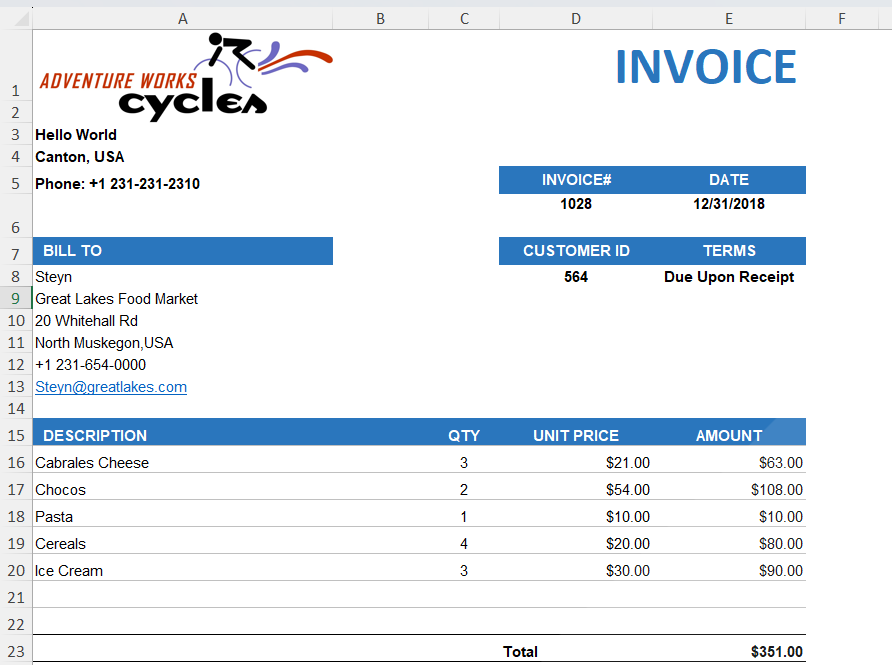 A B C D E F
ADVENTURE WORKS
cycles
INVOICE
1
2
3 Hello World
4 Canton, USA
5 Phone: +1 231-231-2310 INVOICE# DATE
6 1028 12/31/2018
7 BILL TO CUSTOMER ID TERMS
8 Steyn 564 Due Upon Receipt
9 Great Lakes Food Market
10 20 Whitehall Rd
11 North Muskegon,USA
12 +1 231-654-0000
13 Steyn@greatlakes.com
14
15 DESCRIPTION QTY UNIT PRICE AMOUNT
16 Cabrales Cheese 3 $21.00 $63.00
17 Chocos 2 $54.00 $108.00
18 Pasta 1 $10.00 $10.00
19 Cereals 4 $20.00 $80.00
20 Ice Cream 3 $30.00 $90.00
21
22
23 Total $351.00